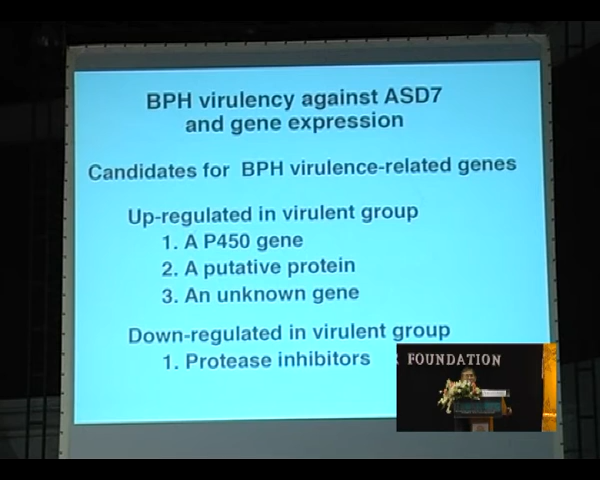 BPH virulency against ASD7
and gene expression
Candidates for BPH virulence-related genes
Up-regulated in virulent group
1. A P450 gene
2. A putative protein
3. An unknown gene
Down-regulated in virulent group
1. Protease inhibitors
FOUNDATION